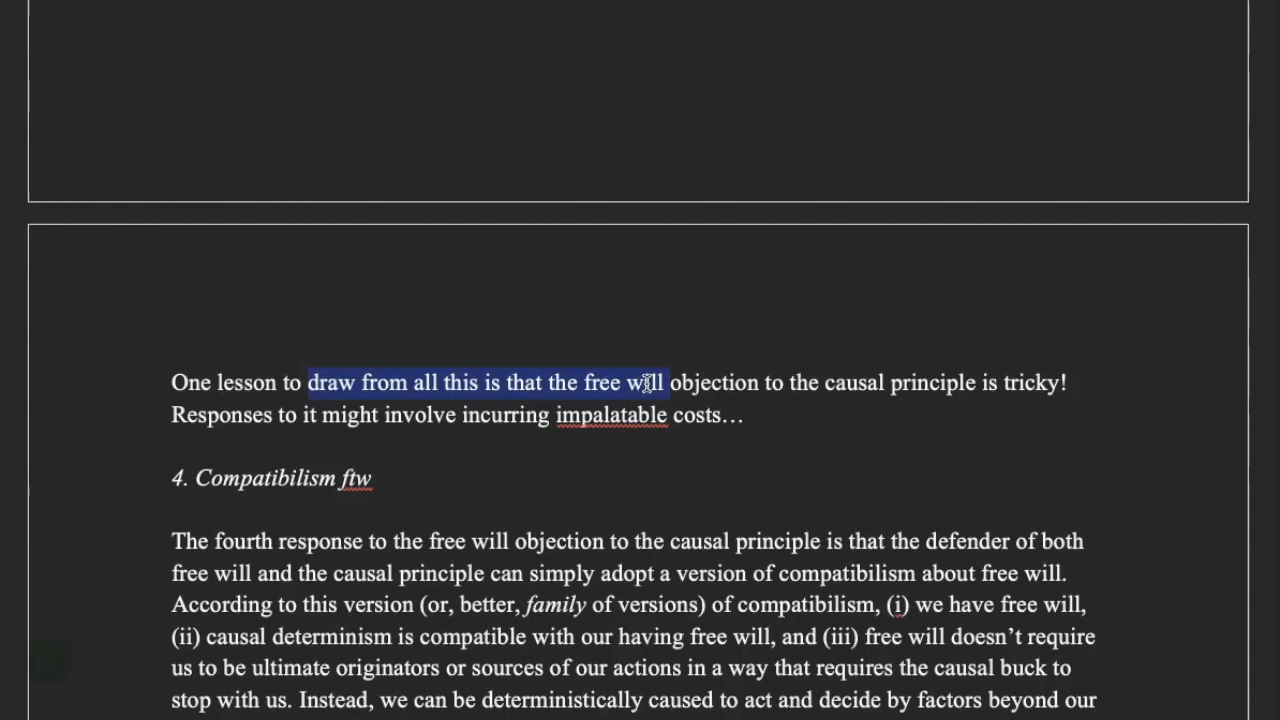 One lesson to draw from all this is that the free will objection to the causal principle is tricky!
Responses to it might involve incurring impalatable costs…
4. Compatibilism ftw
The fourth response to the free will objection to the causal principle is that the defender of both
free will and the causal principle can simply adopt a version of compatibilism about free will.
According to this version (or, better, family of versions) of compatibilism, (i) we have free will,
(ii) causal determinism is compatible with our having free will, and (iii) free will doesn’t require
us to be ultimate originators or sources of our actions in a way that requires the causal buck to
stop with us. Instead, we can be deterministically caused to act and decide by factors beyond our